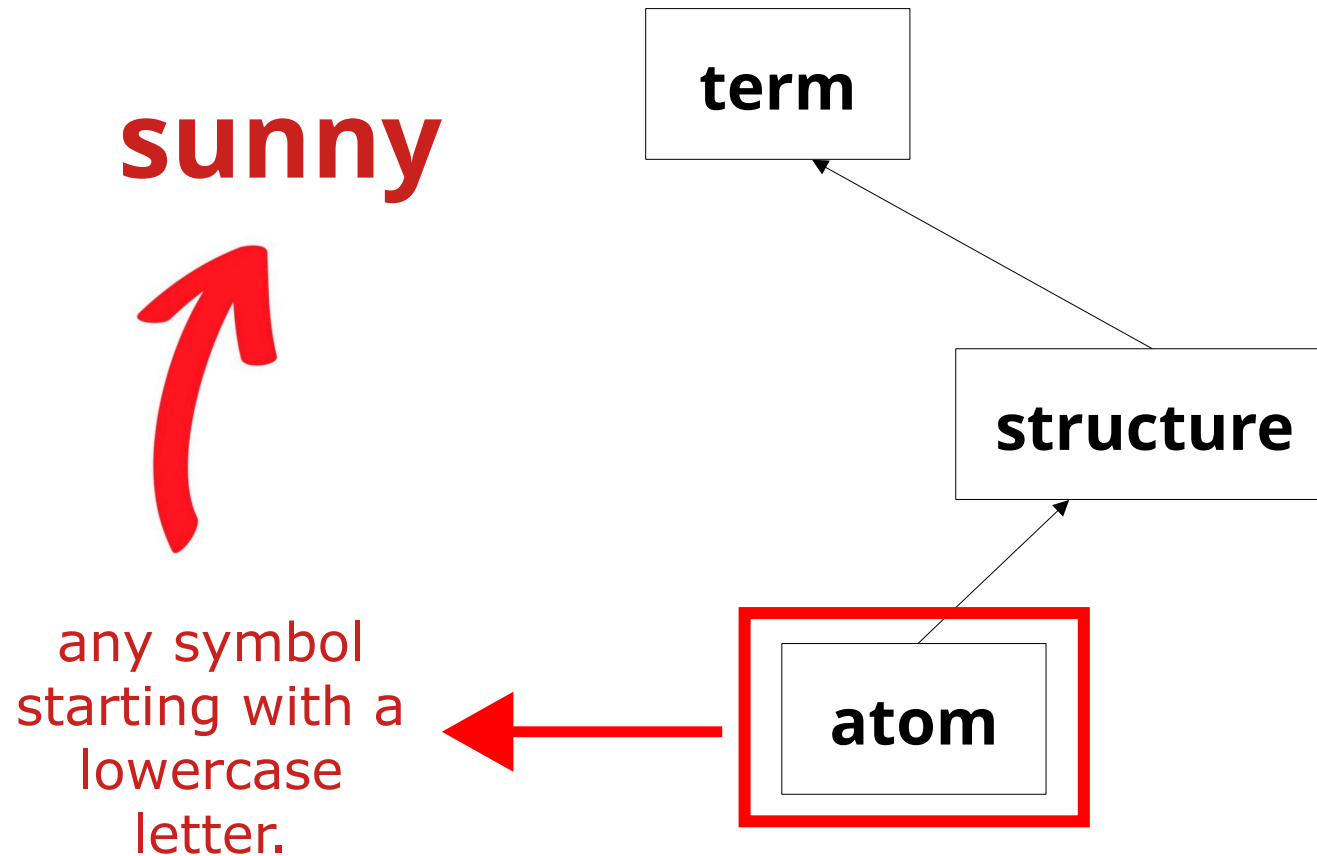 sunny
term
structure
atom
any symbol
starting with a
lowercase
letter.